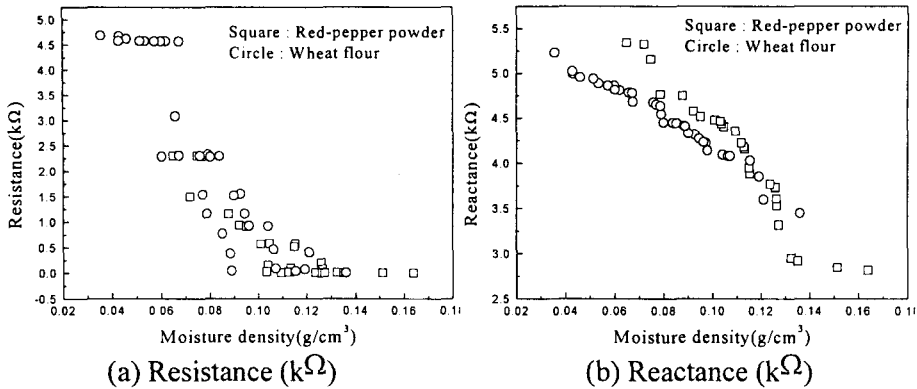 Square : Red-pepper powder
Circle : Wheat flour
Resistance(kΩ)
5.0
4.5
4.0
3.5
3.0
2.5
2.0
1.5
1.0
0.5
0.0
-0.5
0.02 0.04 0.06 0.08 0.10 0.12 0.14 0.16 0.18
Moisture density(g/cm³)
(a) Resistance (kΩ)
Square : Red-pepper powder
Circle : Wheat flour
Reactance(kΩ)
5.5
5.0
4.5
4.0
3.5
3.0
2.5
0.02 0.04 0.06 0.08 0.10 0.12 0.14 0.16
Moisture density(g/cm³)
(b) Reactance (kΩ)